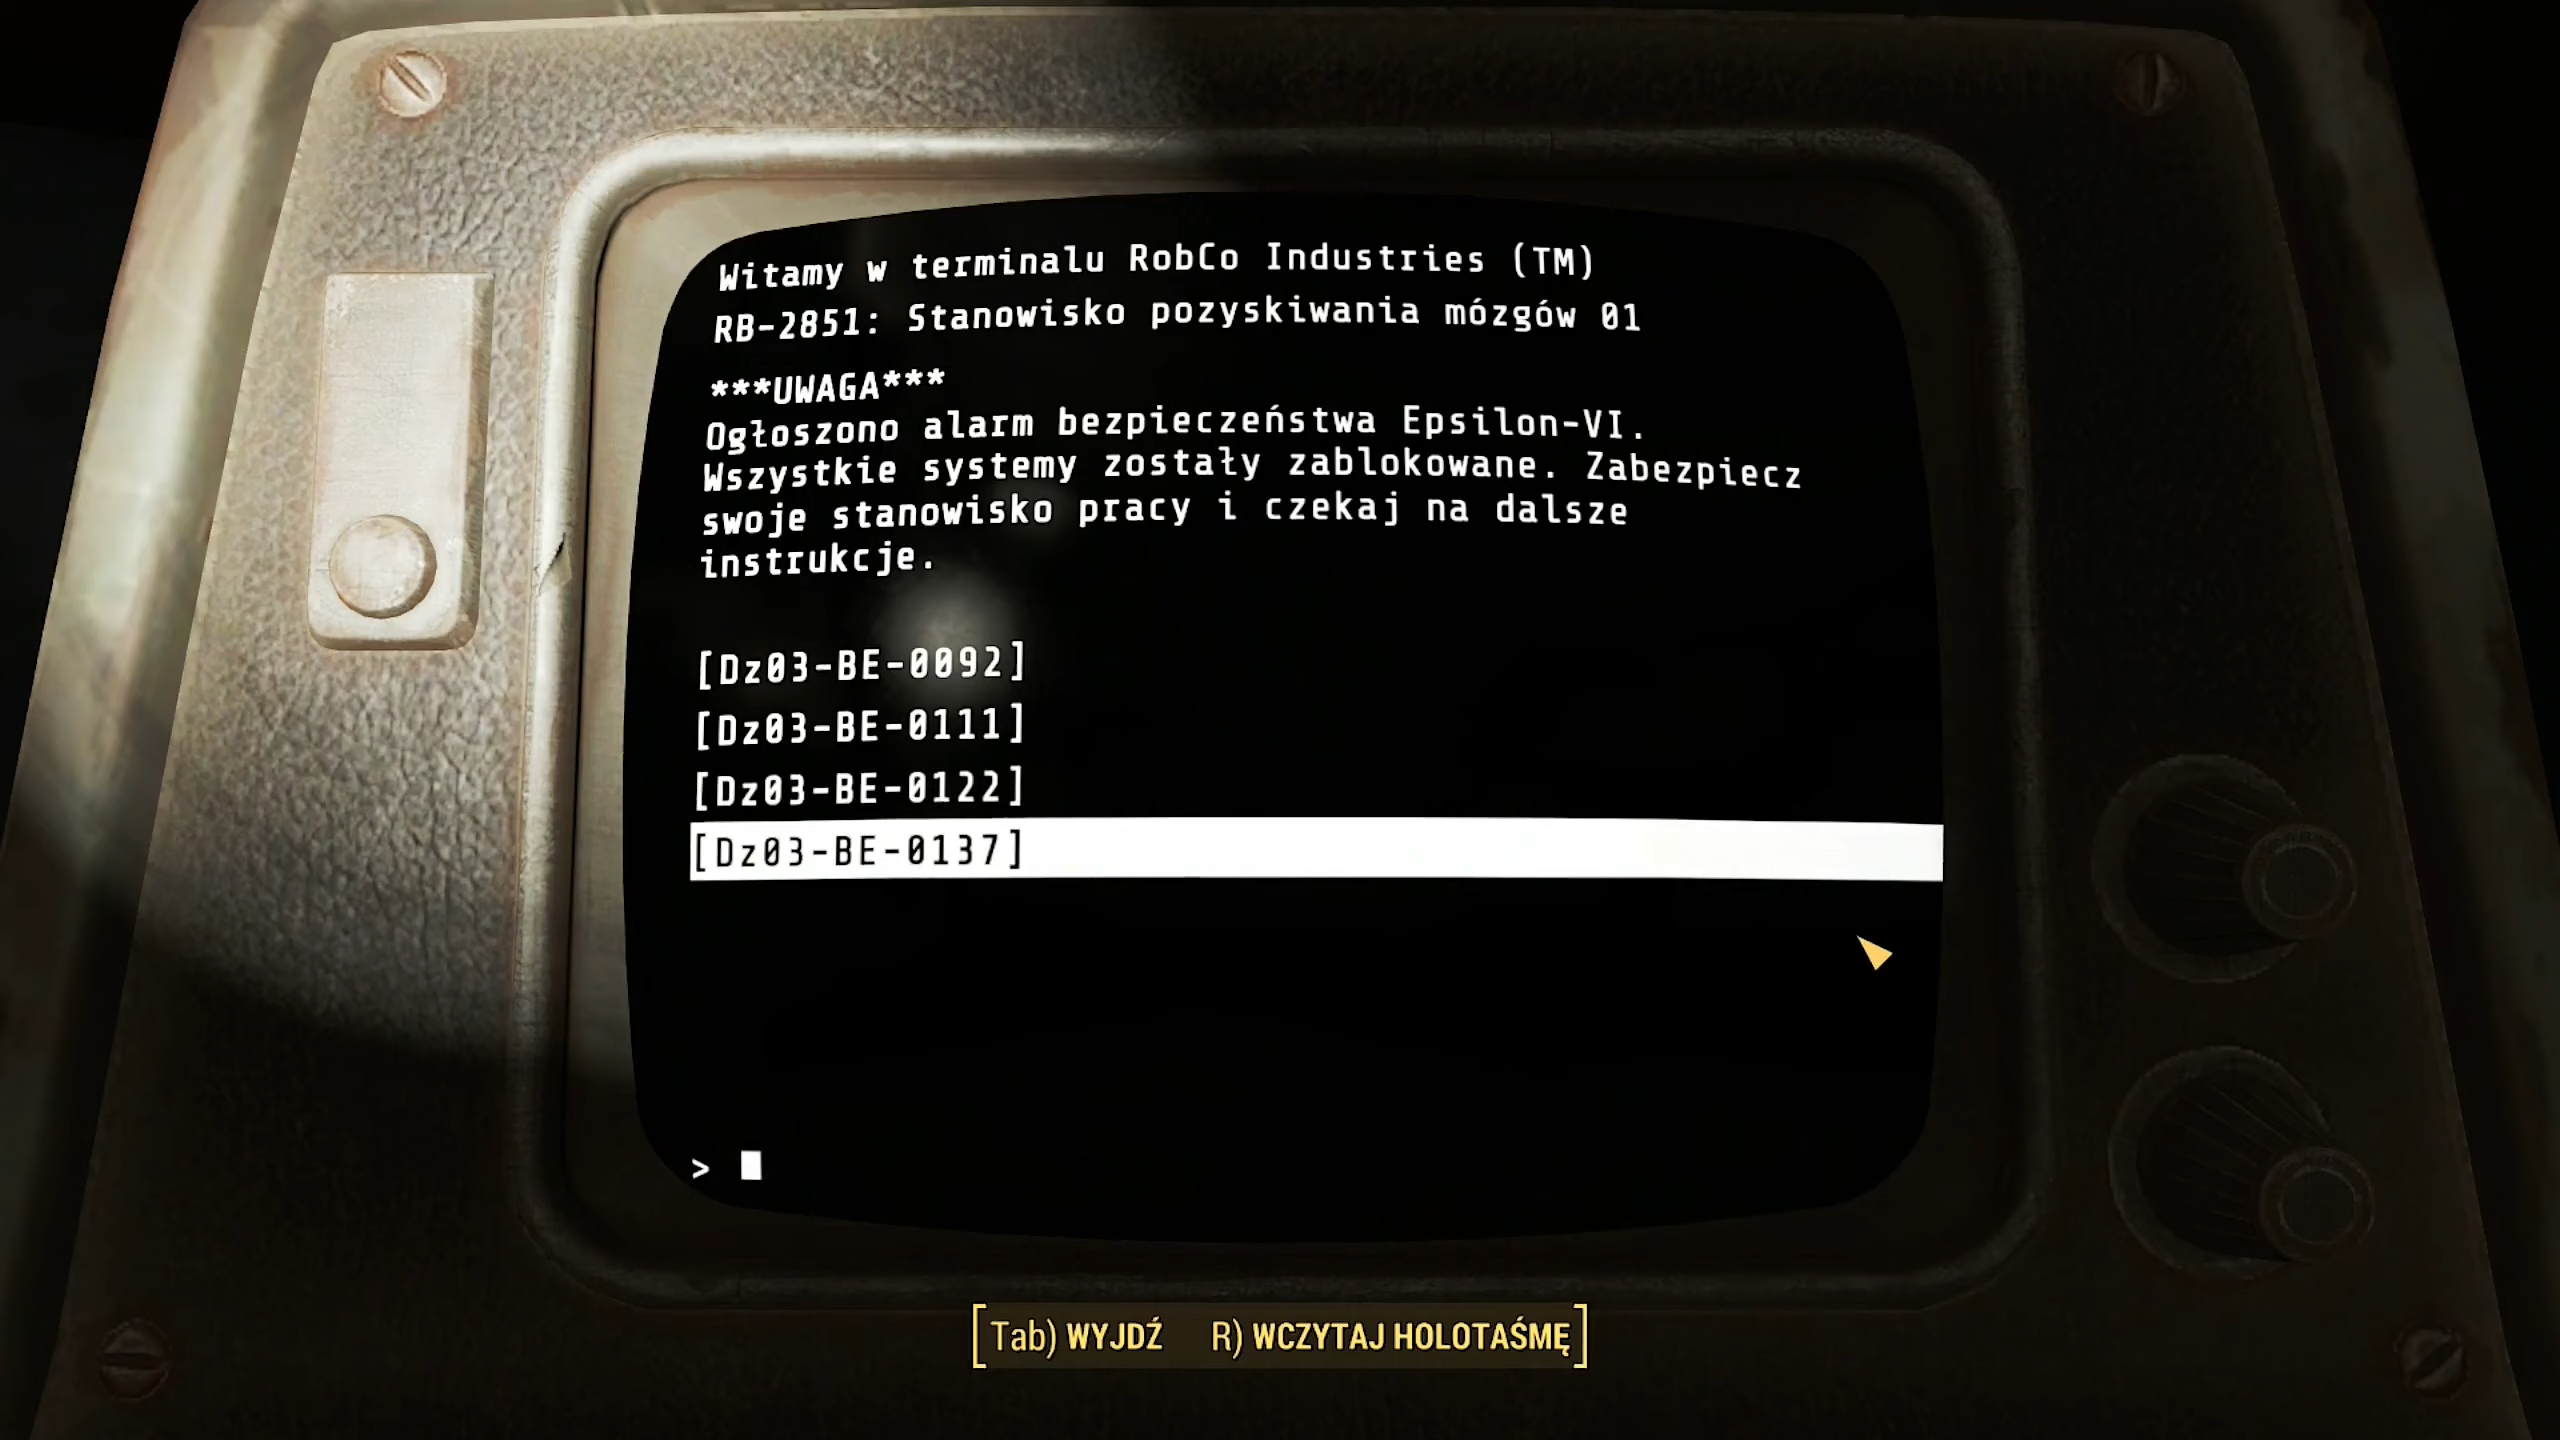 Witamy w terminalu RobCo Industries (TM)
RB-2851: Stanowisko pozyskiwania mózgów 01
***UWAGA***
Ogłoszono alarm bezpieczeństwa Epsilon-VI.
Wszystkie systemy zostały zablokowane. Zabezpiecz
swoje stanowisko pracy i czekaj na dalsze
instrukcje.
[Dz03-BE-0092]
[Dz03-BE-0111]
[Dz03-BE-0122]
[Dz03-BE-0137]
>
[Tab) WYJDŹ R) WCZYTAJ HOLOTAŚMĘ]